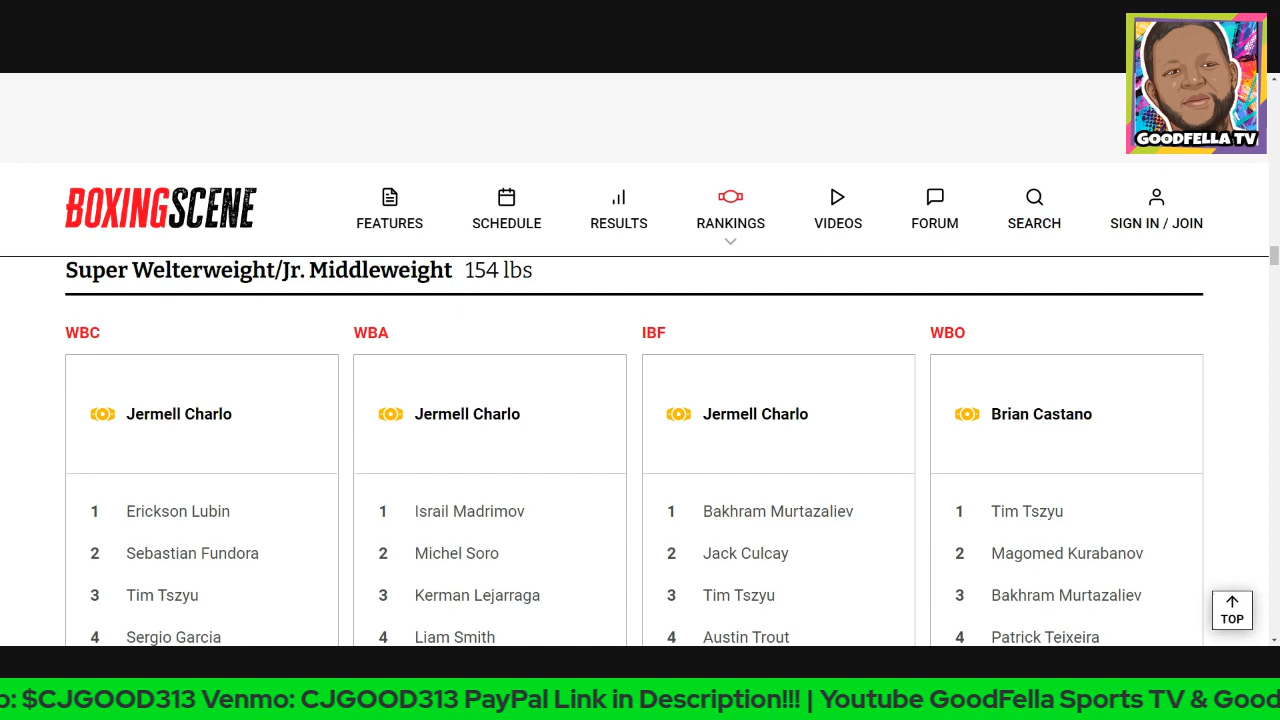 GOODFELLA TV
BOXINGSCENE
FEATURES
SCHEDULE
RESULTS
RANKINGS
VIDEOS
FORUM
SEARCH
SIGN IN / JOIN
Super Welterweight/Jr. Middleweight 154 lbs
WBC
Jermell Charlo
1 Erickson Lubin
2 Sebastian Fundora
3 Tim Tszyu
4 Sergio Garcia
WBA
Jermell Charlo
1 Israil Madrimov
2 Michel Soro
3 Kerman Lejarraga
4 Liam Smith
IBF
Jermell Charlo
1 Bakhram Murtazaliev
2 Jack Culcay
3 Tim Tszyu
4 Austin Trout
WBO
Brian Castano
1 Tim Tszyu
2 Magomed Kurabanov
3 Bakhram Murtazaliev
4 Patrick Teixeira
TOP
p: $CJGOOD313 Venmo: CJGOOD313 PayPal Link in Description!!! | Youtube GoodFella Sports TV & Good